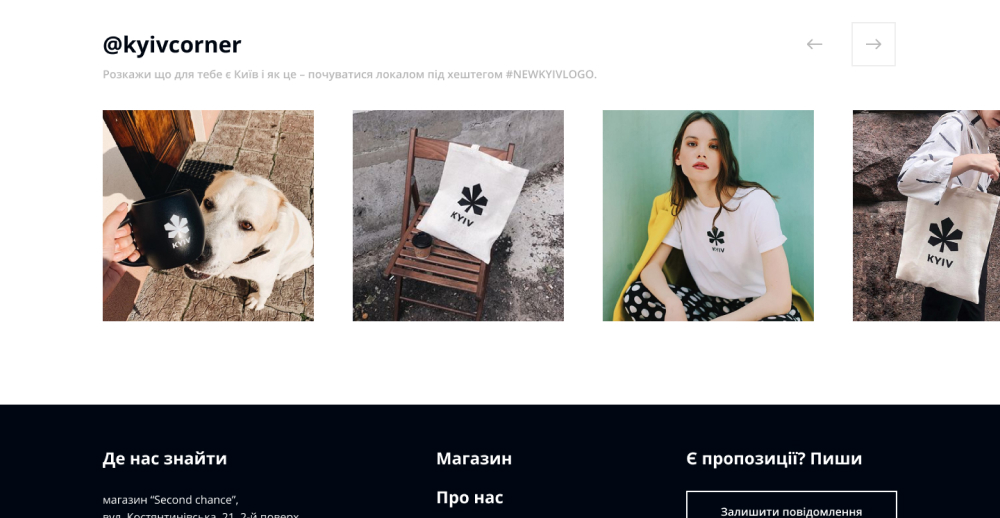 @kyivcorner
Розкажи що для тебе є Київ і як це – почуватися локалом під хештегом #NEWKYIVLOGO.
KYIV
KYIV
KYIV
KYIV
Де нас знайти
Магазин
Є пропозиції? Пиши
магазин “Second chance”,
Про нас
вул. Костянтинівська, 21, 2-й поверх
Залишити повідомлення